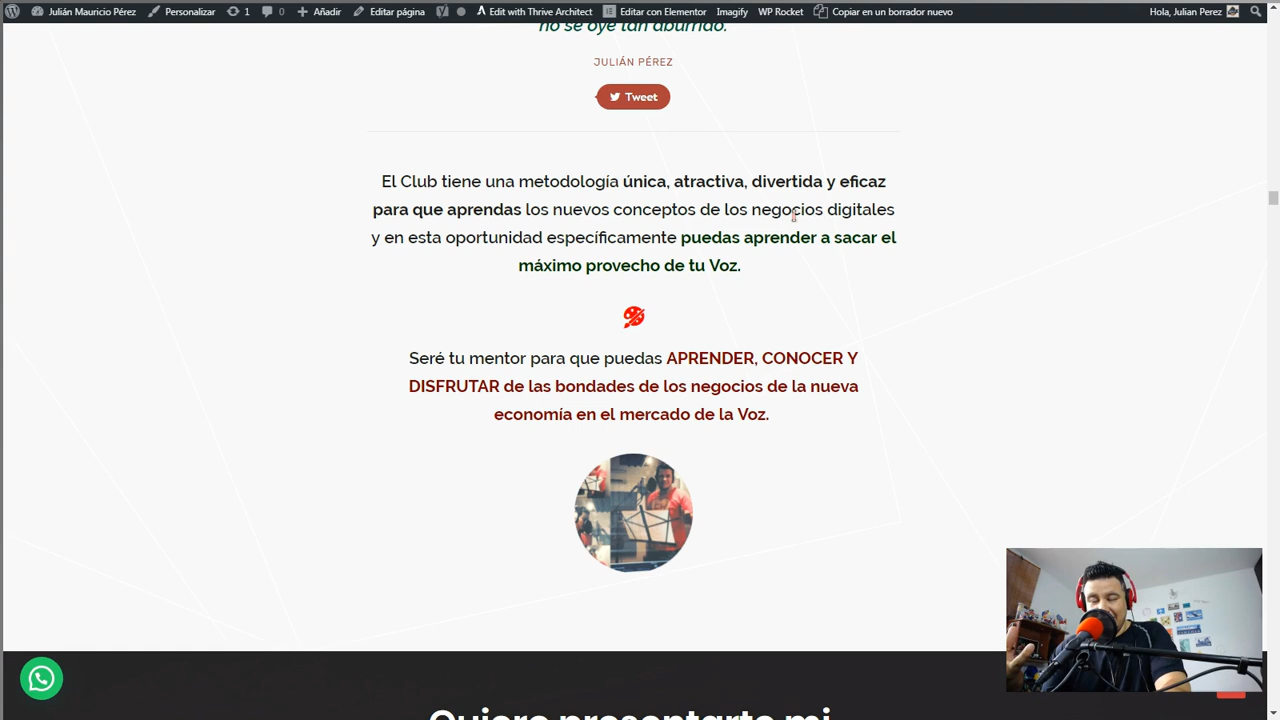 Julián Mauricio Pérez Personalizar 1 0 Añadir Editar página Edit with Thrive Architect Editar con Elementor Imagify WP Rocket Copiar en un borrador nuevo Hola, Julian Perez
no se oye tan aburrido.
JULIÁN PÉREZ
Tweet
El Club tiene una metodología única, atractiva, divertida y eficaz
para que aprendas los nuevos conceptos de los negocios digitales
y en esta oportunidad específicamente puedas aprender a sacar el
máximo provecho de tu Voz.
Seré tu mentor para que puedas APRENDER, CONOCER Y
DISFRUTAR de las bondades de los negocios de la nueva
economía en el mercado de la Voz.
Quiero presentarte mi